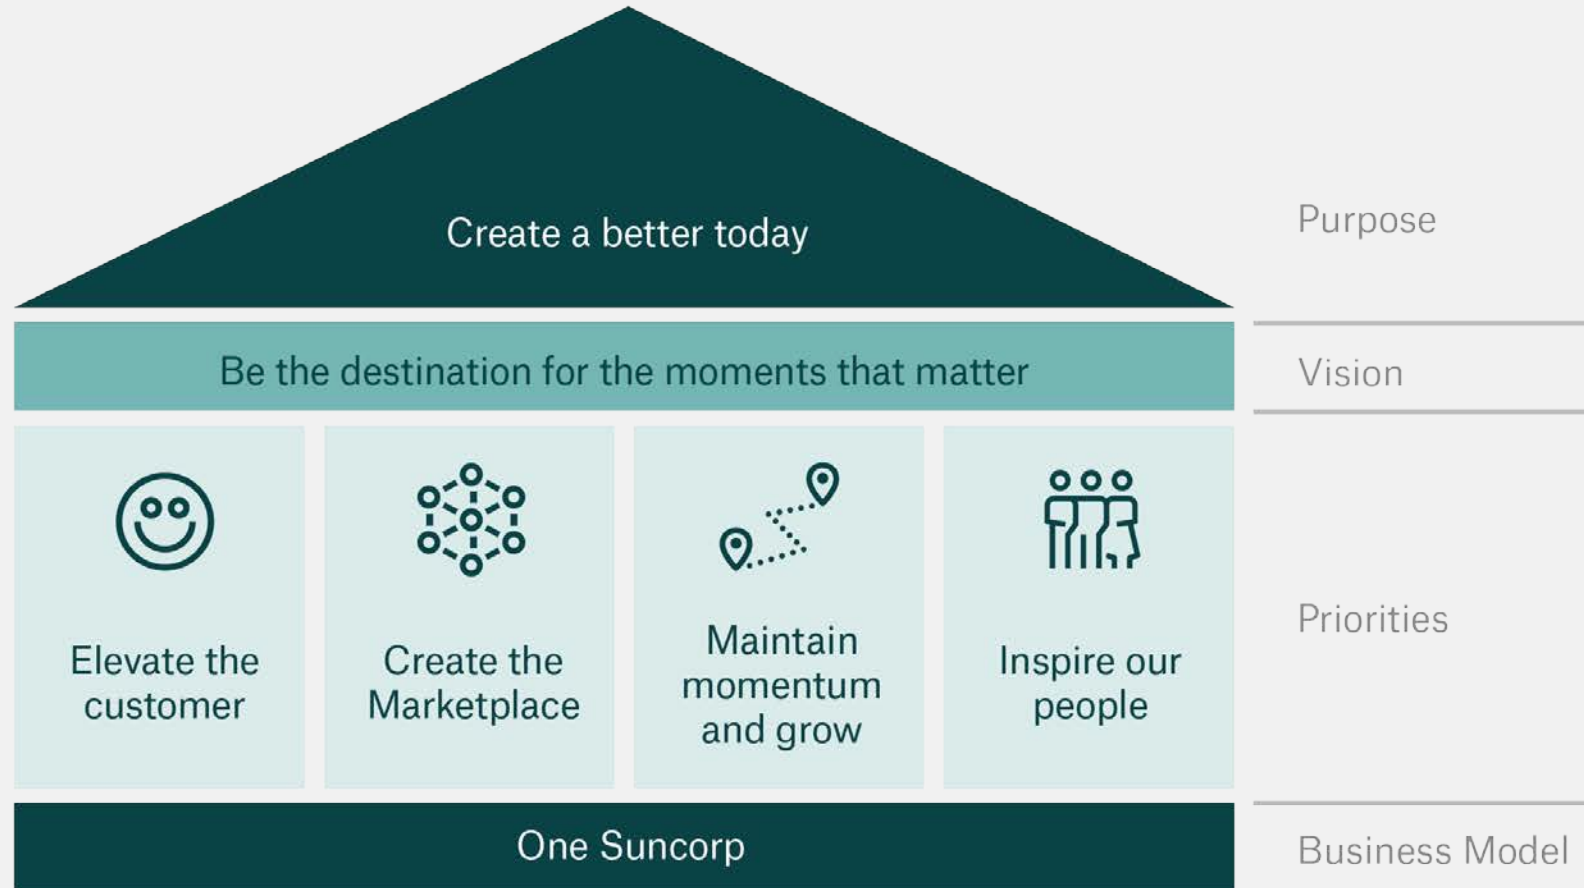 Create a better today
Purpose
Be the destination for the moments that matter
Vision
Elevate the
customer
Create the
Marketplace
Maintain
momentum
and grow
Inspire our
people
Priorities
One Suncorp
Business Model